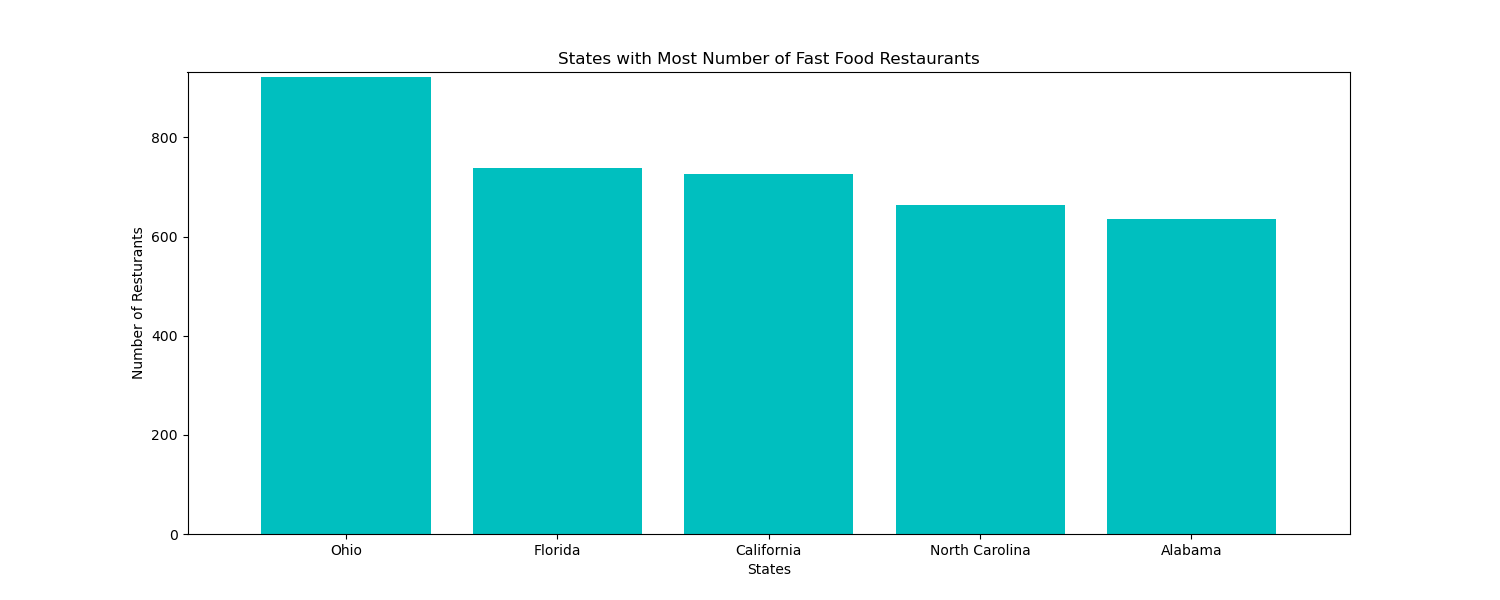 States with Most Number of Fast Food Restaurants
Number of Resturants
800
600
400
200
0
Ohio
Florida
California
North Carolina
Alabama
States